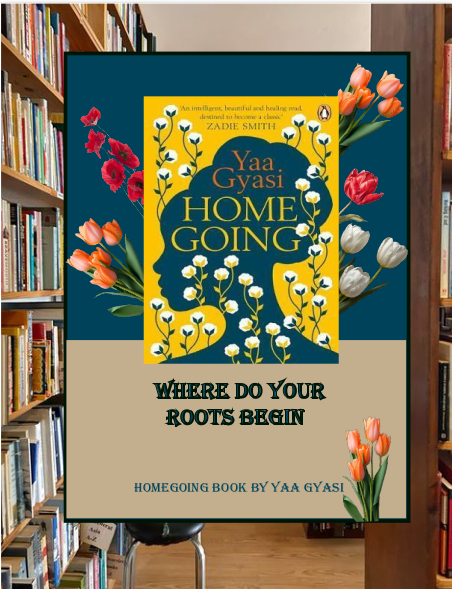 'An intelligent, beautiful and healing read,
destined to become a classic.'
ZADIE SMITH
Yaa
Gyasi
HOME
GOING
WHERE DO YOUR
ROOTS BEGIN
HOMEGOING BOOK BY YAA GYASI
Asia
A-Z